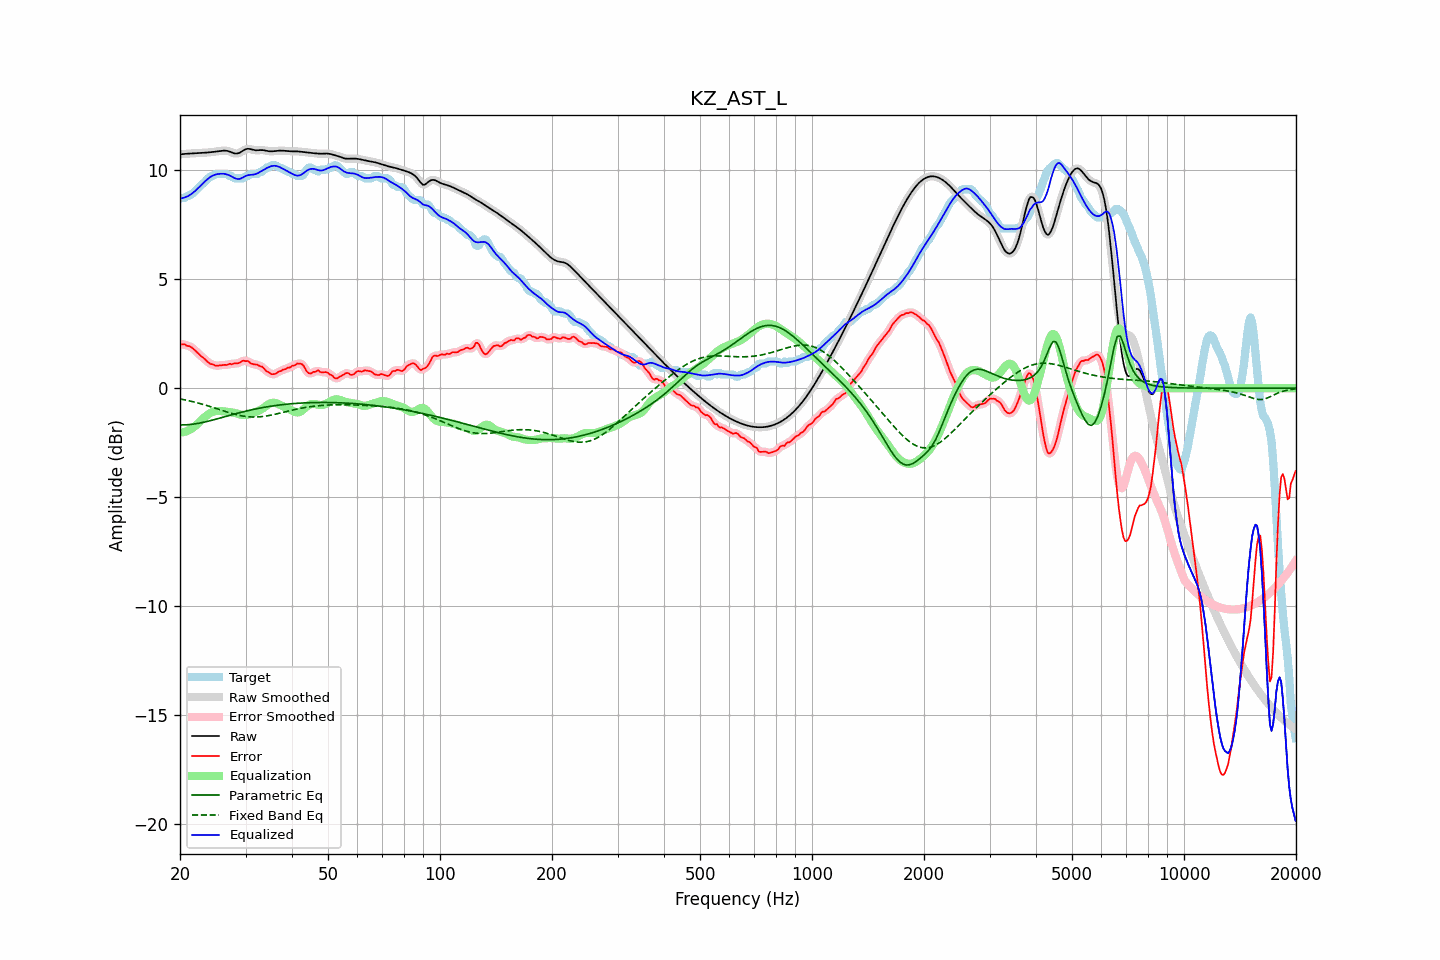 KZ_AST_L
Amplitude (dBr)
10
5
0
−5
−10
−15
−20
Target
Raw Smoothed
Error Smoothed
Raw
Error
Equalization
Parametric Eq
Fixed Band Eq
Equalized
20 50 100 200 500 1000 2000 5000 10000 20000
Frequency (Hz)